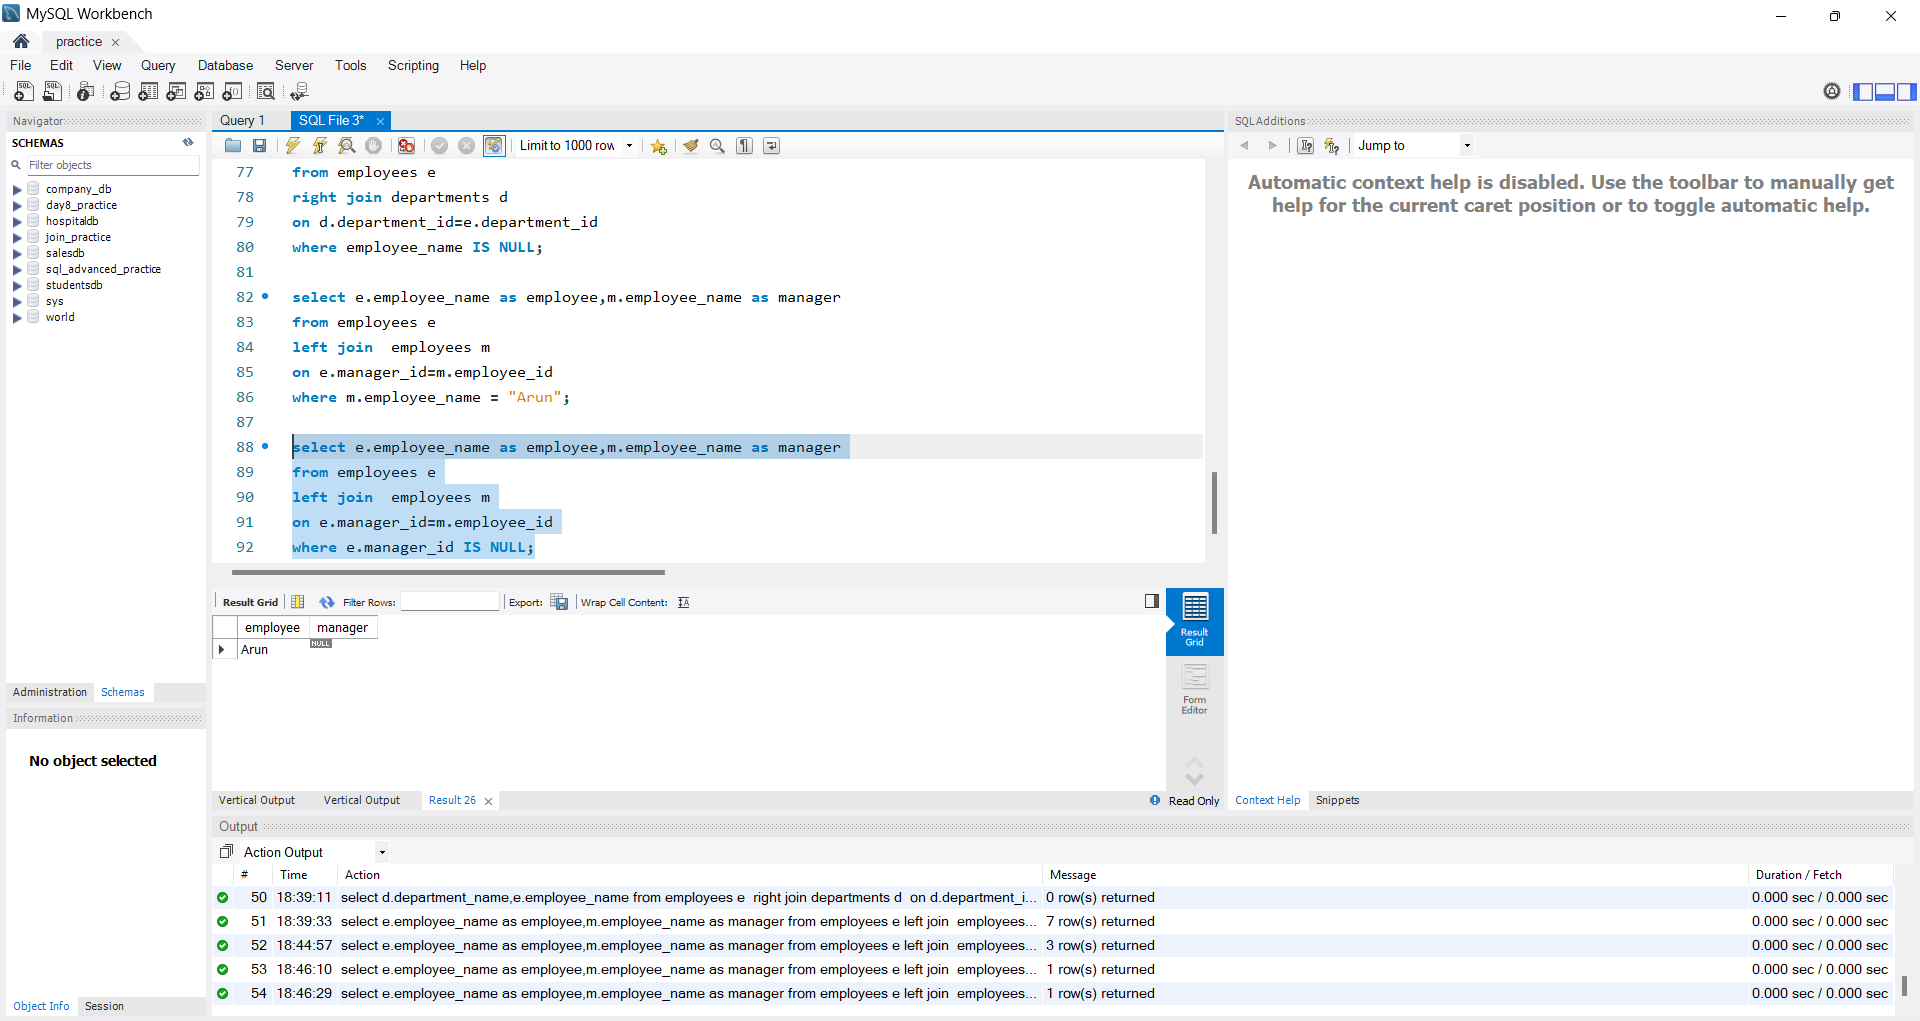 MySQL Workbench
practice
File Edit View Query Database Server Tools Scripting Help
Navigator
SCHEMAS
Filter objects
company_db
day8_practice
hospitaldb
join_practice
salesdb
sql_advanced_practice
studentsdb
sys
world
Administration Schemas
Information
No object selected
Object Info Session
Query 1 SQL File 3*
Limit to 1000 row
77 from employees e
78 right join departments d
79 on d.department_id=e.department_id
80 where employee_name IS NULL;
81
82 select e.employee_name as employee,m.employee_name as manager
83 from employees e
84 left join  employees m
85 on e.manager_id=m.employee_id
86 where m.employee_name = "Arun";
87
88 select e.employee_name as employee,m.employee_name as manager
89 from employees e
90 left join  employees m
91 on e.manager_id=m.employee_id
92 where e.manager_id IS NULL;
Result Grid Filter Rows: Export: Wrap Cell Content:
employee manager
Arun NULL
Result Grid
Form Editor
Vertical Output Vertical Output Result 26 Read Only
SQLAdditions
Jump to
Automatic context help is disabled. Use the toolbar to manually get
help for the current caret position or to toggle automatic help.
Context Help Snippets
Output
Action Output
# Time Action Message Duration / Fetch
50 18:39:11 select d.department_name,e.employee_name from employees e  right join departments d  on d.department_i... 0 row(s) returned 0.000 sec / 0.000 sec
51 18:39:33 select e.employee_name as employee,m.employee_name as manager from employees e left join  employees... 7 row(s) returned 0.000 sec / 0.000 sec
52 18:44:57 select e.employee_name as employee,m.employee_name as manager from employees e left join  employees... 3 row(s) returned 0.000 sec / 0.000 sec
53 18:46:10 select e.employee_name as employee,m.employee_name as manager from employees e left join  employees... 1 row(s) returned 0.000 sec / 0.000 sec
54 18:46:29 select e.employee_name as employee,m.employee_name as manager from employees e left join  employees... 1 row(s) returned 0.000 sec / 0.000 sec